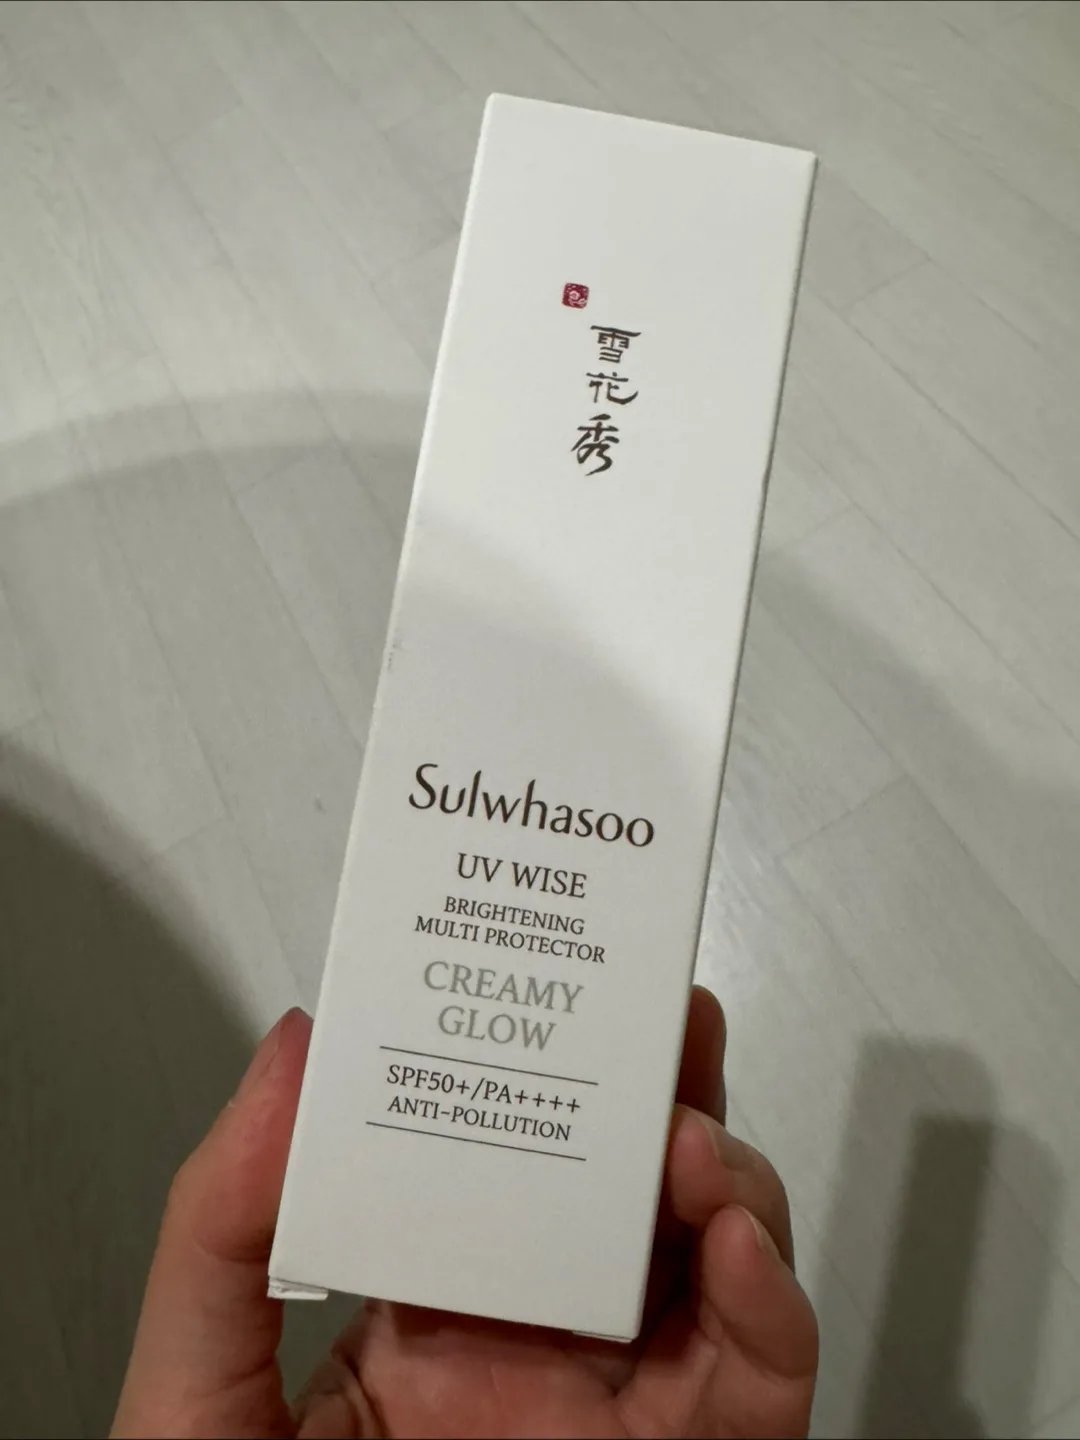 雪花秀
Sulwhasoo
UV WISE
BRIGHTENING
MULTI PROTECTOR
CREAMY
GLOW
SPF50+/PA++++
ANTI-POLLUTION